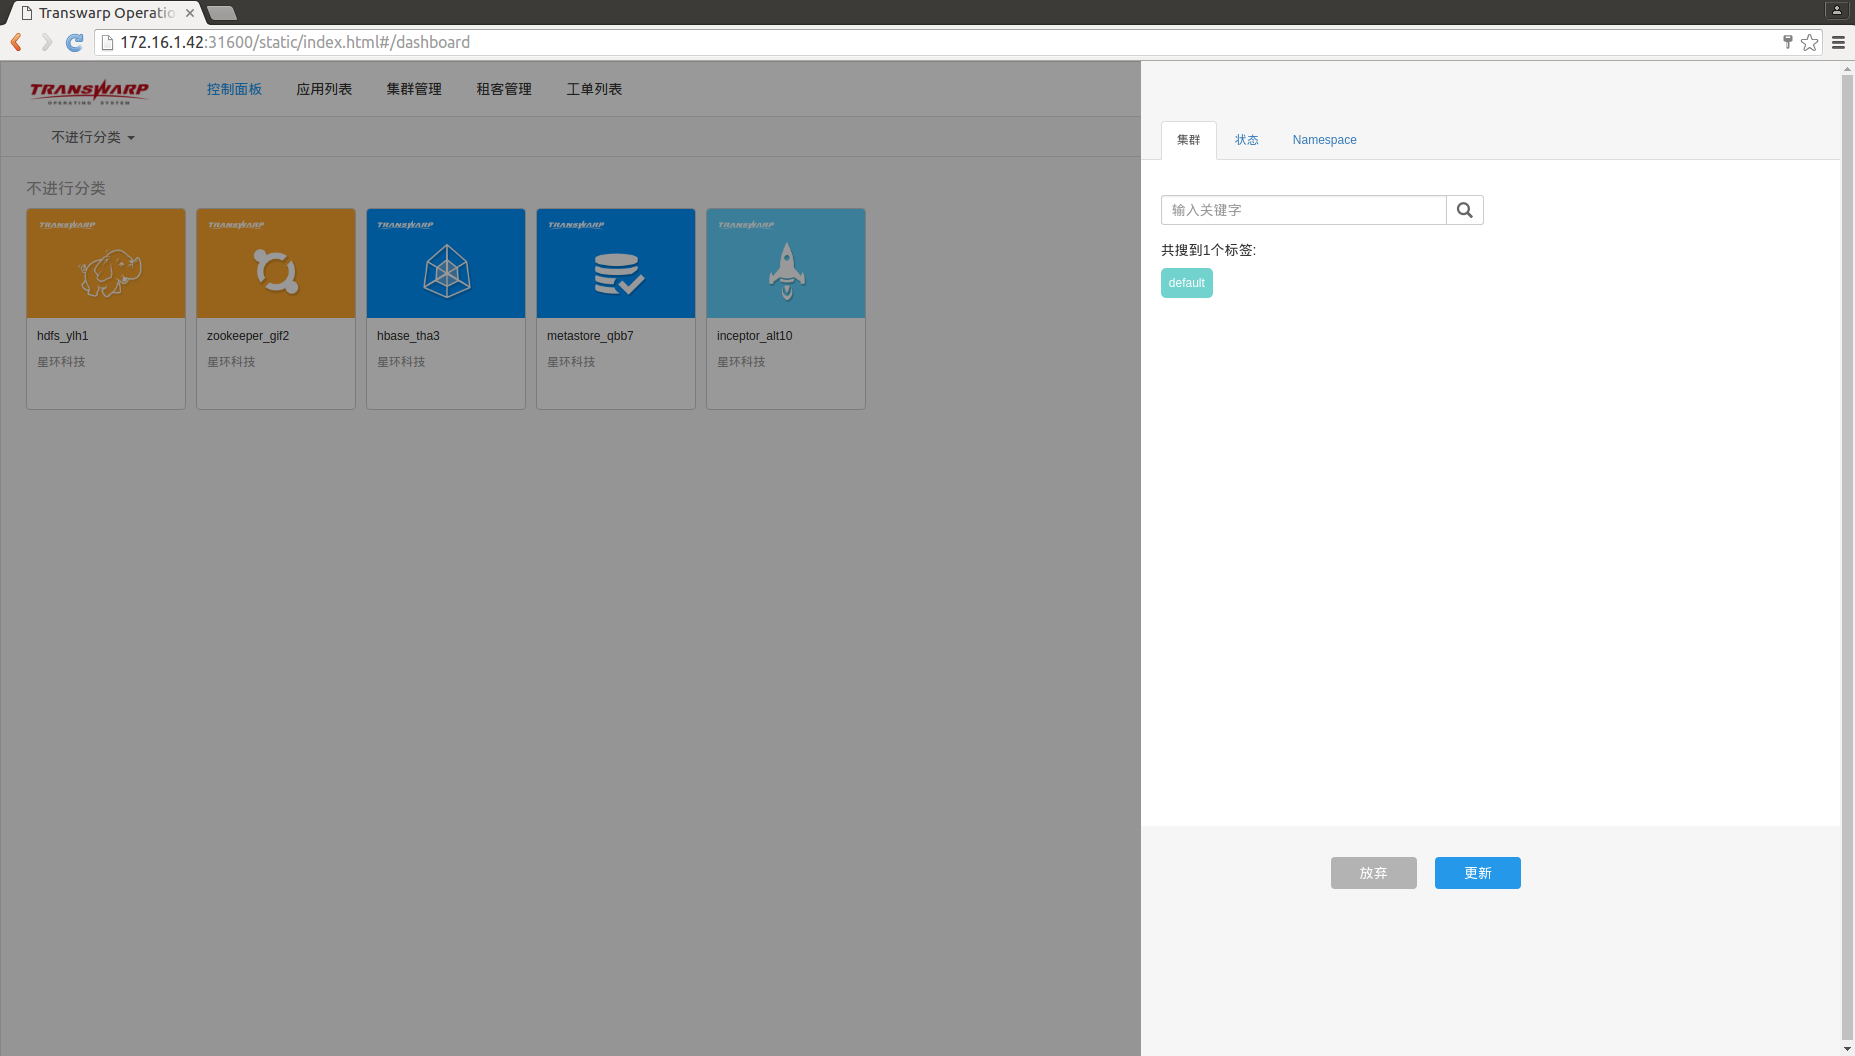 Transwarp Operatio
172.16.1.42:31600/static/index.html#/dashboard
TRANSWARP
OPERATING SYSTEM
控制面板
应用列表
集群管理
租客管理
工单列表
不进行分类
不进行分类
TRANSWARP
hdfs_ylh1
星环科技
TRANSWARP
zookeeper_gif2
星环科技
TRANSWARP
hbase_tha3
星环科技
TRANSWARP
metastore_qbb7
星环科技
TRANSWARP
inceptor_alt10
星环科技
集群
状态
Namespace
输入关键字
共搜到1个标签:
default
放弃
更新